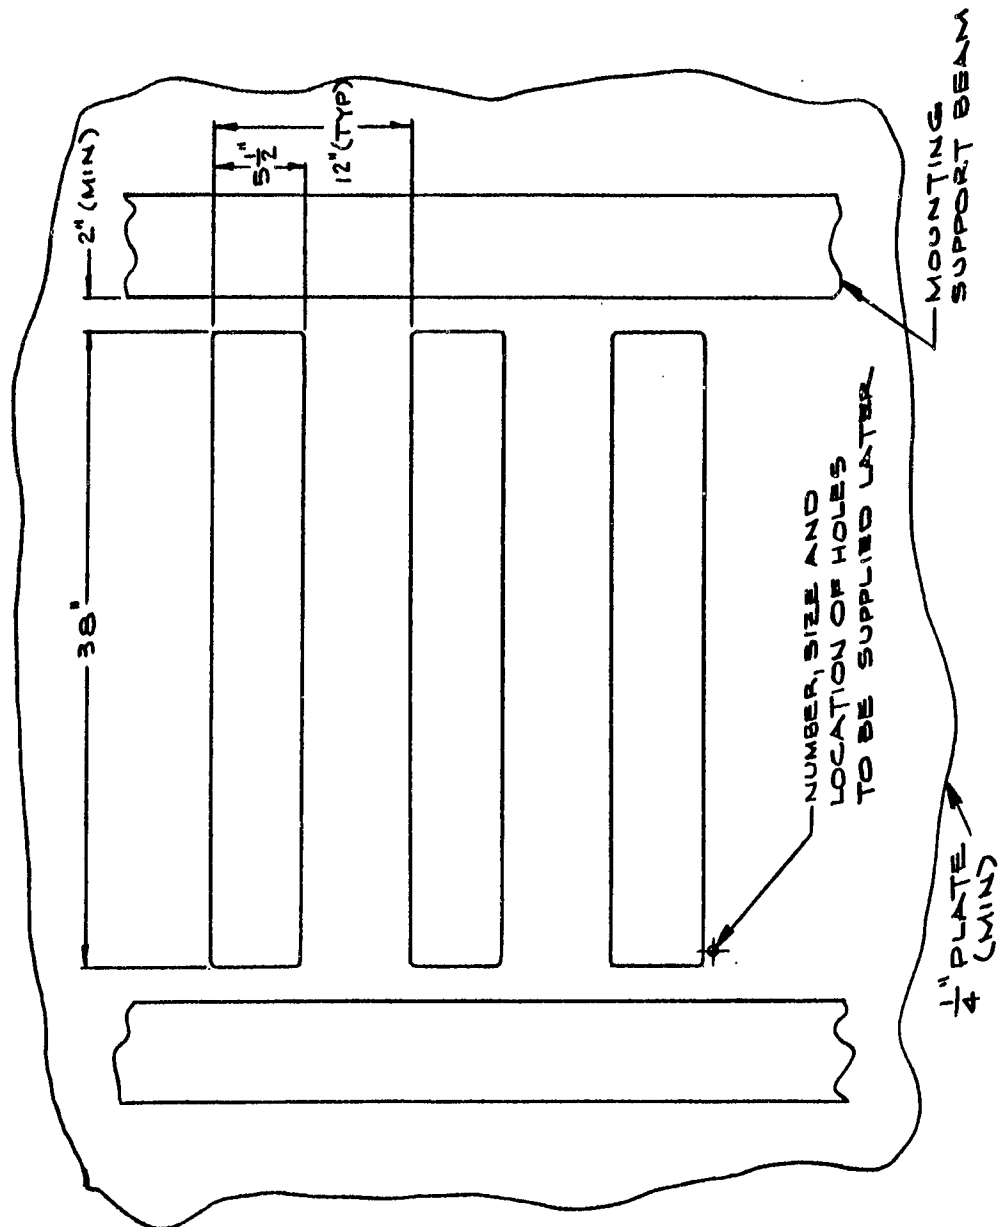 38"
2" (MIN)
5 1/2"
12" (TYP)
NUMBER, SIZE AND
LOCATION OF HOLES
TO BE SUPPLIED LATER
MOUNTING
SUPPORT BEAM
1/4" PLATE
(MIN)